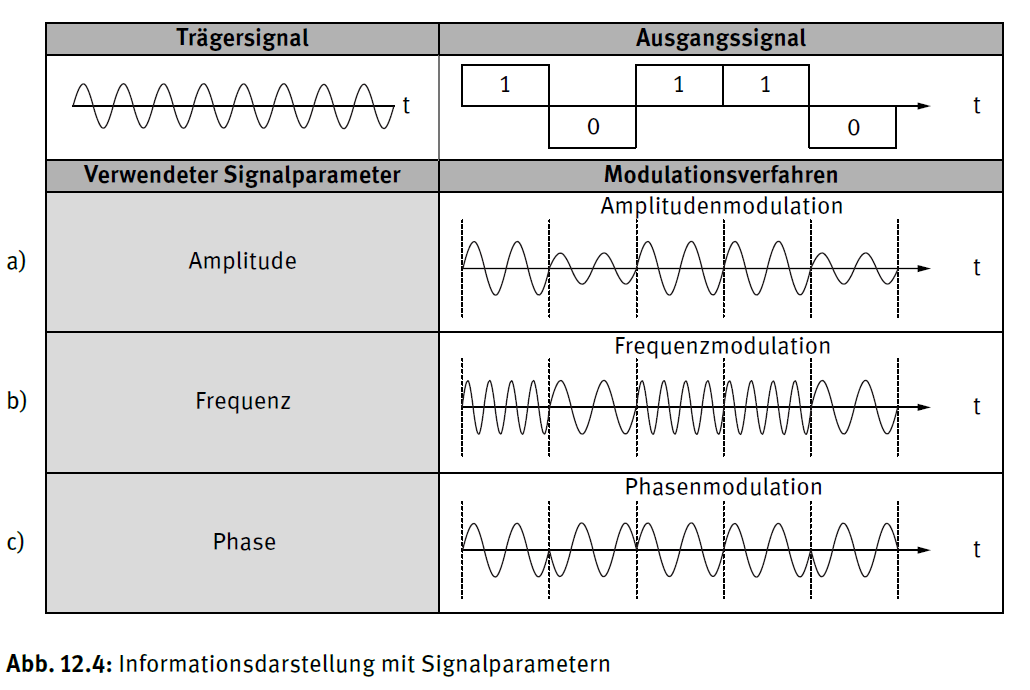 Trägersignal
Ausgangssignal
t
1
0
1
1
0
t
Verwendeter Signalparameter
Modulationsverfahren
a)
Amplitude
Amplitudenmodulation
t
b)
Frequenz
Frequenzmodulation
t
c)
Phase
Phasenmodulation
t
Abb. 12.4: Informationsdarstellung mit Signalparametern